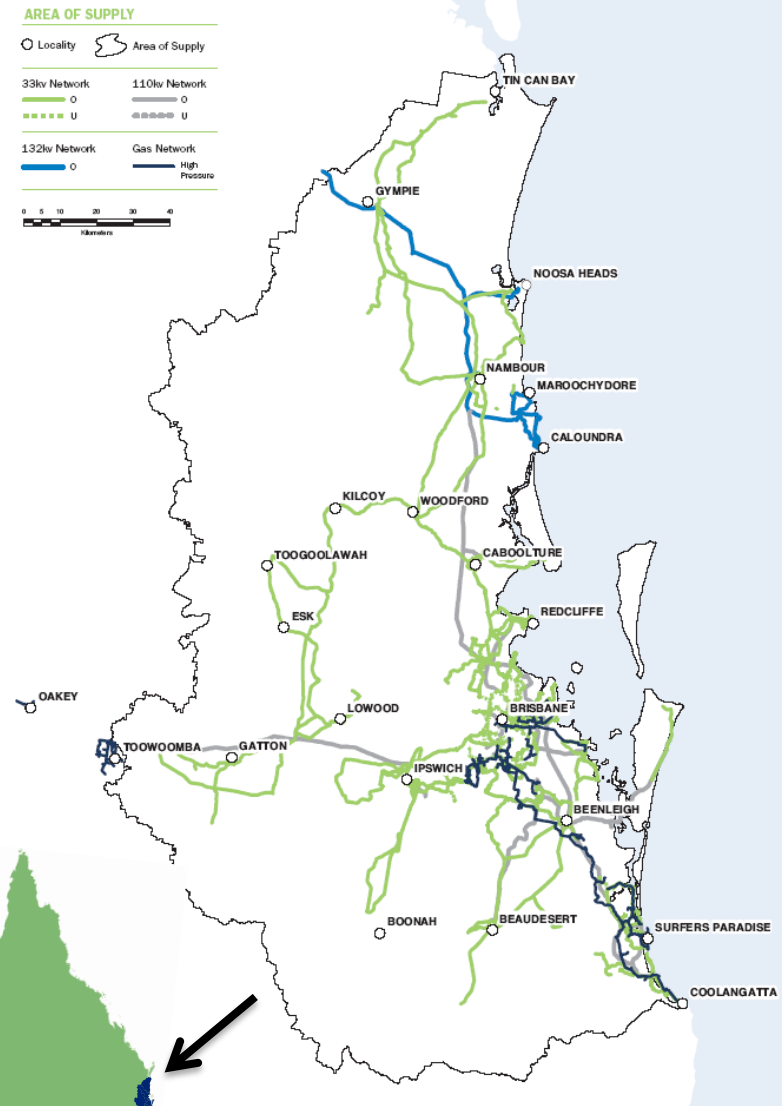 AREA OF SUPPLY
Locality Area of Supply
33kv Network 110kv Network
O O
U U
132kv Network Gas Network
O High
Pressure
0 5 10 20 30 40
Kilometers
TIN CAN BAY
GYMPIE
NOOSA HEADS
NAMBOUR
MAROOCHYDORE
CALOUNDRA
KILCOY
WOODFORD
TOOGOOLAWAH
CABOOLTURE
ESK
REDCLIFFE
OAKEY
LOWOOD
BRISBANE
TOOWOOMBA
GATTON
IPSWICH
BEENLEIGH
BOONAH
BEAUDESERT
SURFERS PARADISE
COOLANGATTA